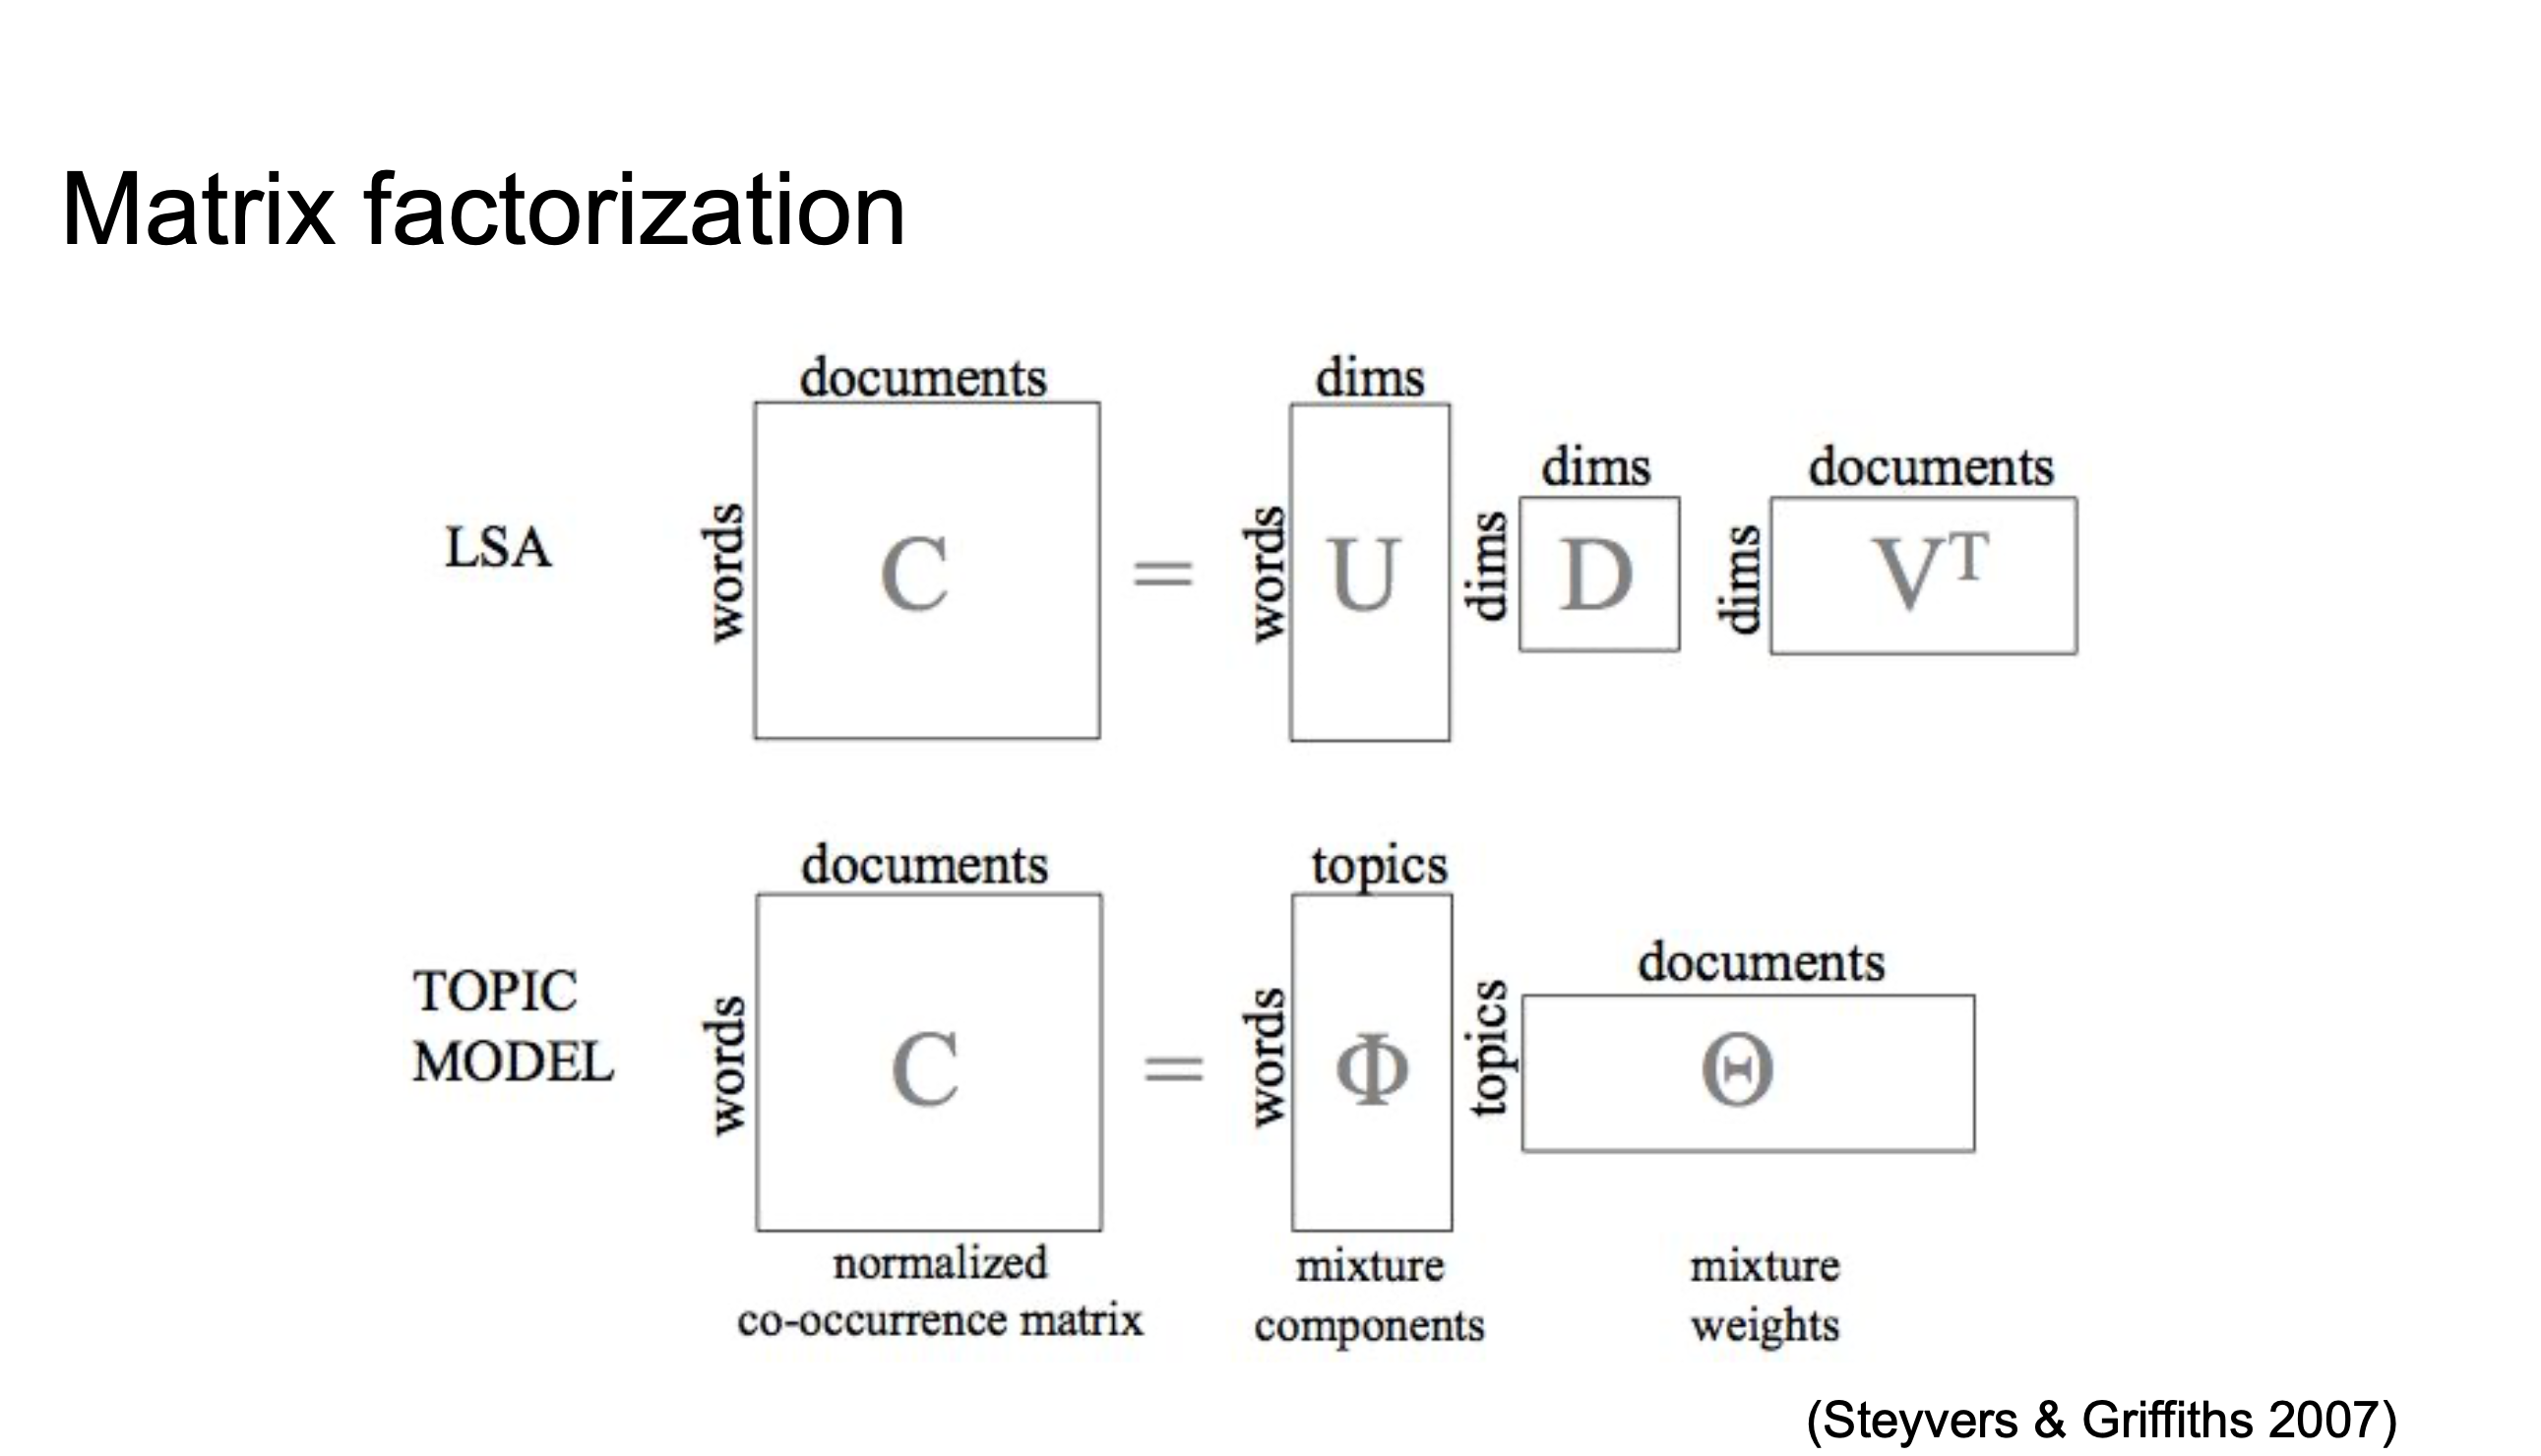 Matrix factorization
documents
dims
dims
documents
LSA
words
C
=
words
U
dims
D
dims
Vᵀ
documents
topics
documents
TOPIC
MODEL
words
C
=
words
Φ
topics
Θ
normalized
co-occurrence matrix
mixture
components
mixture
weights
(Steyvers & Griffiths 2007)